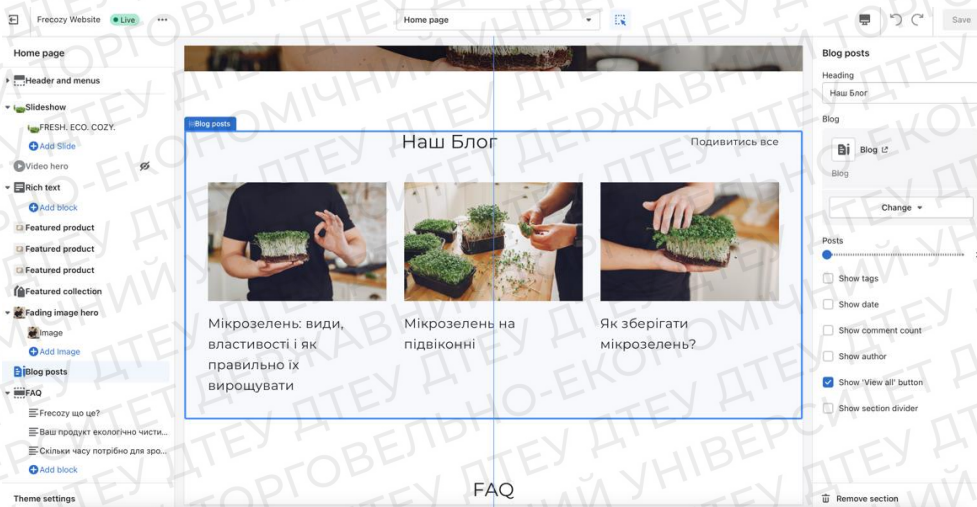 Frecozy Website
Live
Home page
Save
Home page
Header and menus
Slideshow
FRESH. ECO. COZY.
Add Slide
Video hero
Rich text
Add block
Featured product
Featured product
Featured product
Featured collection
Fading image hero
Image
Add Image
Blog posts
FAQ
Frecozy що це?
Ваш продукт екологічно чисти...
Скільки часу потрібно для зро...
Add block
Theme settings
Blog posts
Наш Блог
Подивитись все
Мікрозелень: види,
властивості і як
правильно їх
вирощувати
Мікрозелень на
підвіконні
Як зберігати
мікрозелень?
FAQ
Blog posts
Heading
Наш Блог
Blog
Blog
Blog
Change
Posts
Show tags
Show date
Show comment count
Show author
Show 'View all' button
Show section divider
Remove section